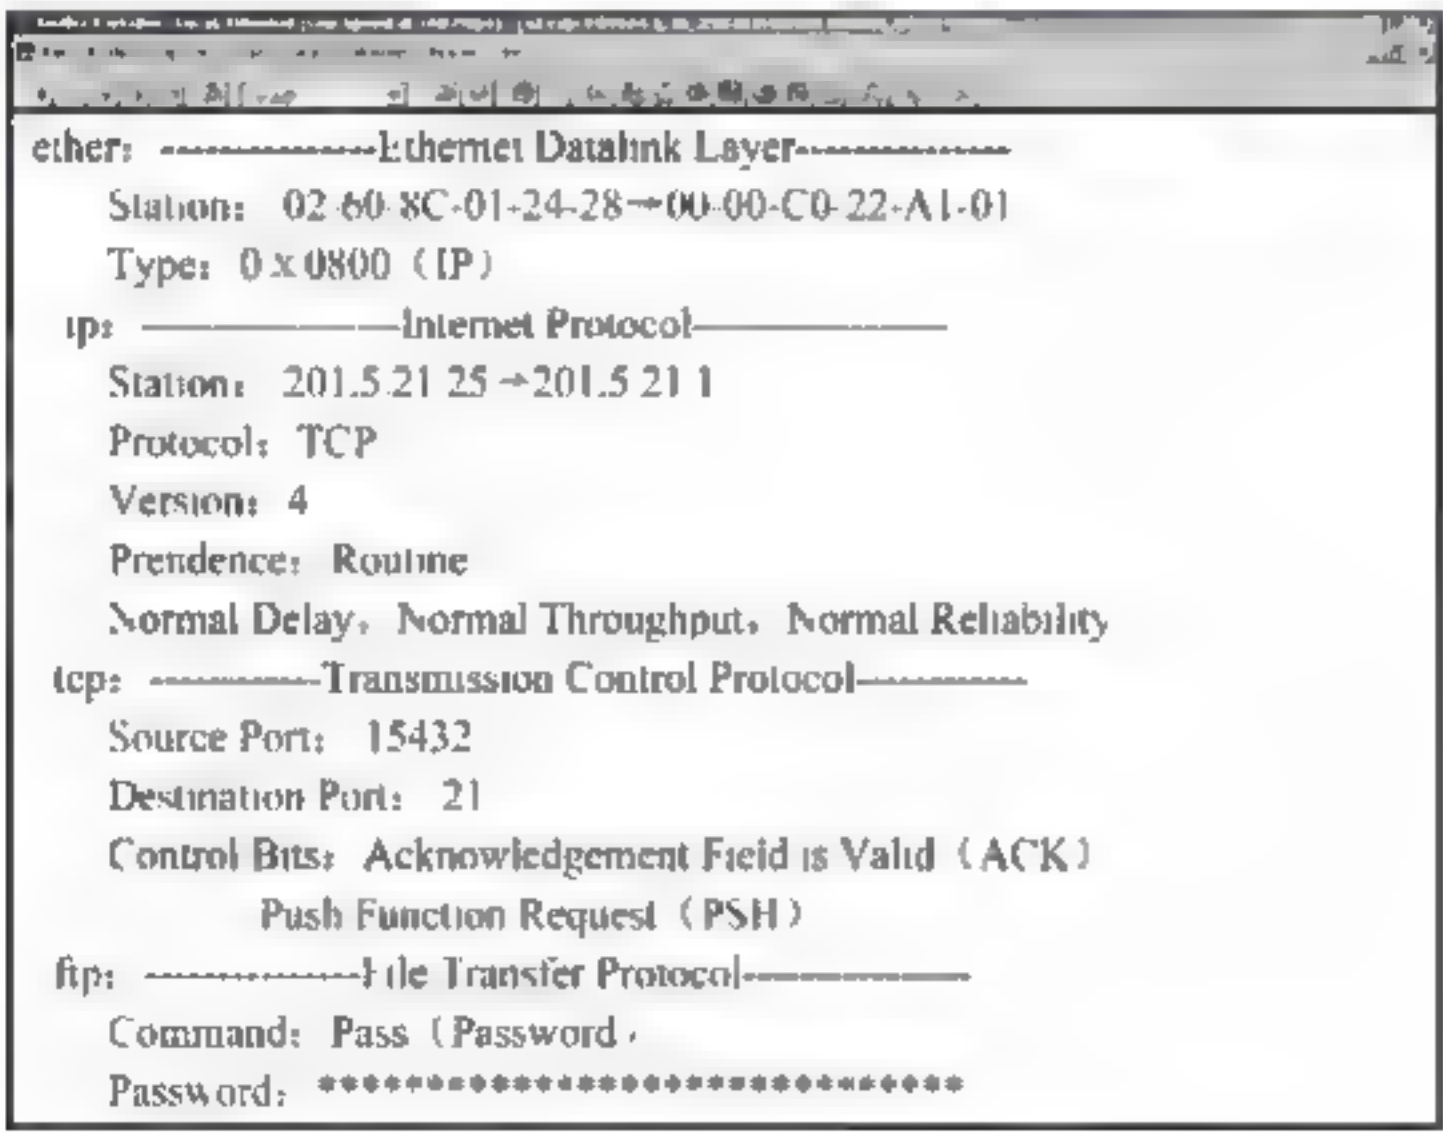 ether: ---------------Ethernet Datalink Layer---------------
Station: 02-60-8C-01-24-28→00-00-C0-22-A1-01
Type: 0 x 0800 (IP)
ip: ------------------Internet Protocol------------------
Station: 201.5.21.25→201.5.21.1
Protocol: TCP
Version: 4
Prendence: Routine
Normal Delay, Normal Throughput, Normal Reliability
tcp: ------------Transmission Control Protocol------------
Source Port: 15432
Destination Port: 21
Control Bits: Acknowledgement Field is Valid (ACK)
Push Function Request (PSH)
ftp: ---------------File Transfer Protocol----------------
Command: Pass (Password)
Password: ******************************